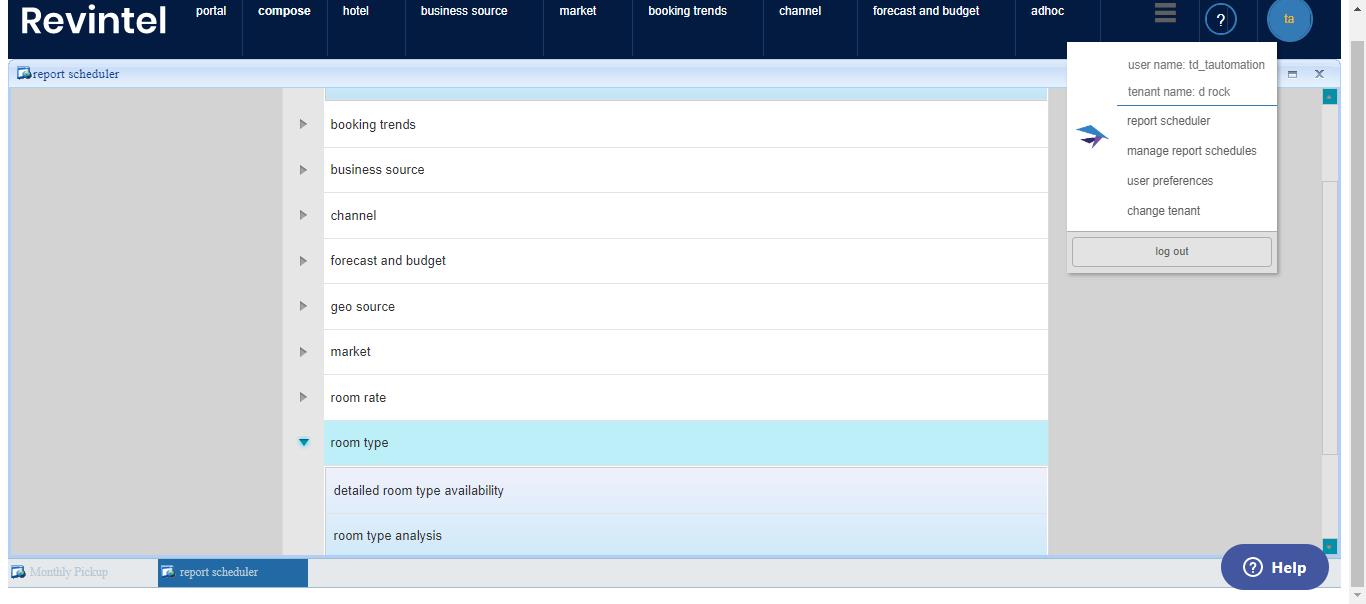 Revintel
portal
compose
hotel
business source
market
booking trends
channel
forecast and budget
adhoc
?
ta
report scheduler
user name: td_tautomation
tenant name: d rock
report scheduler
manage report schedules
user preferences
change tenant
log out
booking trends
business source
channel
forecast and budget
geo source
market
room rate
room type
detailed room type availability
room type analysis
Monthly Pickup
report scheduler
? Help